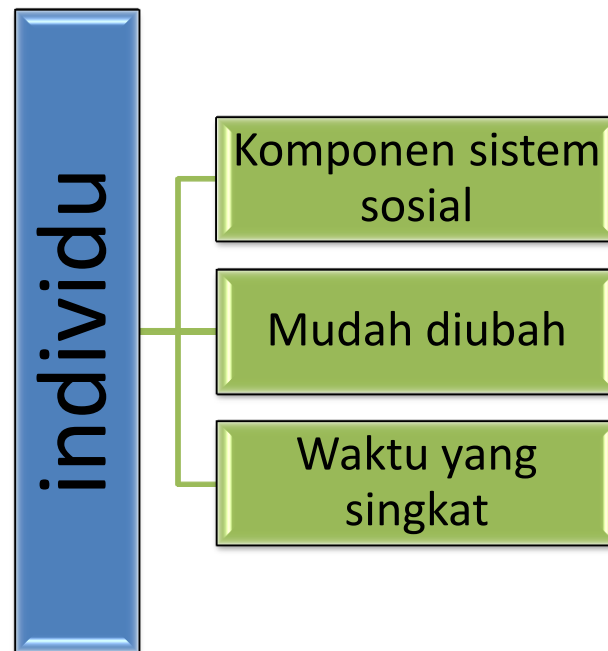 individu
Komponen sistem
sosial
Mudah diubah
Waktu yang
singkat